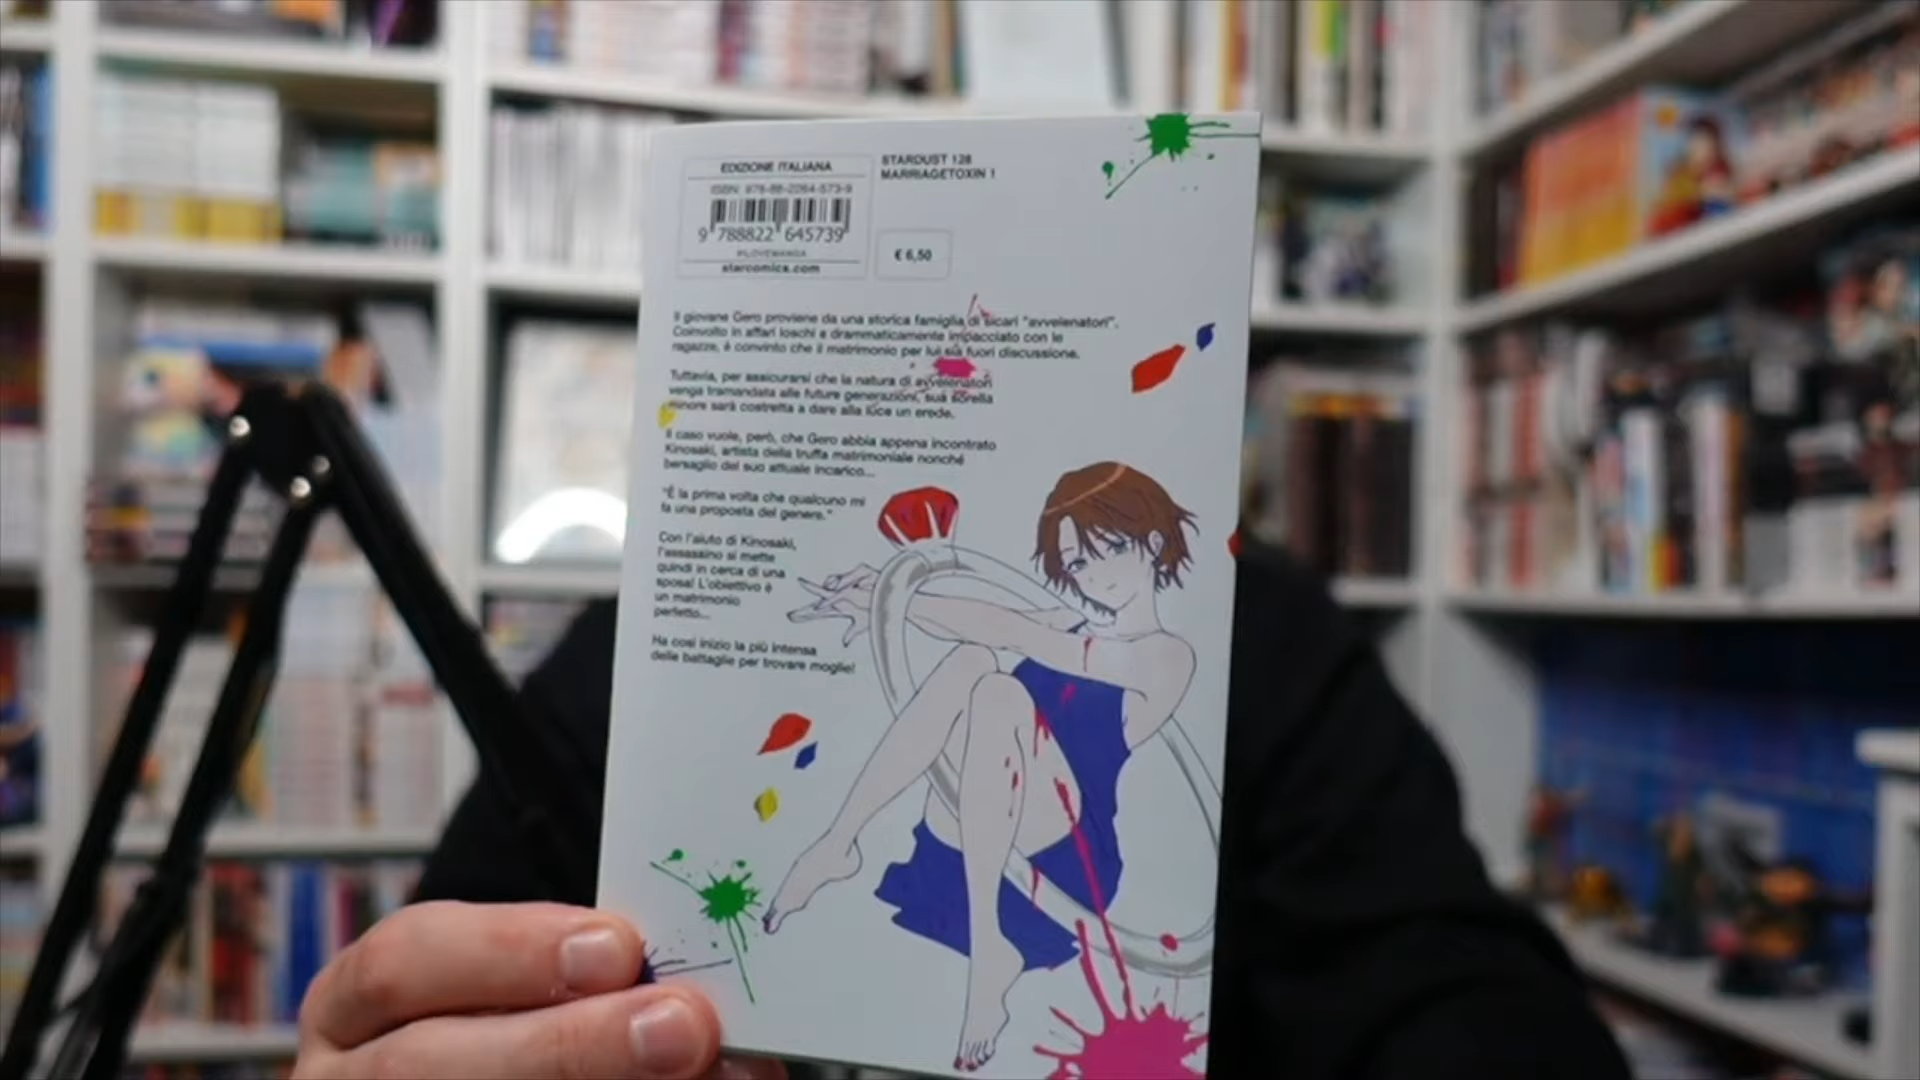 EDIZIONE ITALIANA
ISBN: 978-88-2264-573-9
9 788822 645739
#ILOVEMANGA
starcomics.com
STARDUST 128
MARRIAGETOXIN 1
€ 6,50
Il giovane Gero proviene da una storica famiglia di sicari "avvelenatori".
Coinvolto in affari loschi e drammaticamente impacciato con le
ragazze, è convinto che il matrimonio per lui sia fuori discussione.
Tuttavia, per assicurarsi che la natura di avvelenatori
venga tramandata alle future generazioni, sua sorella
minore sarà costretta a dare alla luce un erede.
Il caso vuole, però, che Gero abbia appena incontrato
Kinosaki, artista della truffa matrimoniale nonché
bersaglio del suo attuale incarico...
"È la prima volta che qualcuno mi
fa una proposta del genere."
Con l'aiuto di Kinosaki,
l'assassino si mette
quindi in cerca di una
sposa! L'obiettivo è
un matrimonio
perfetto...
Ha così inizio la più intensa
delle battaglie per trovare moglie!